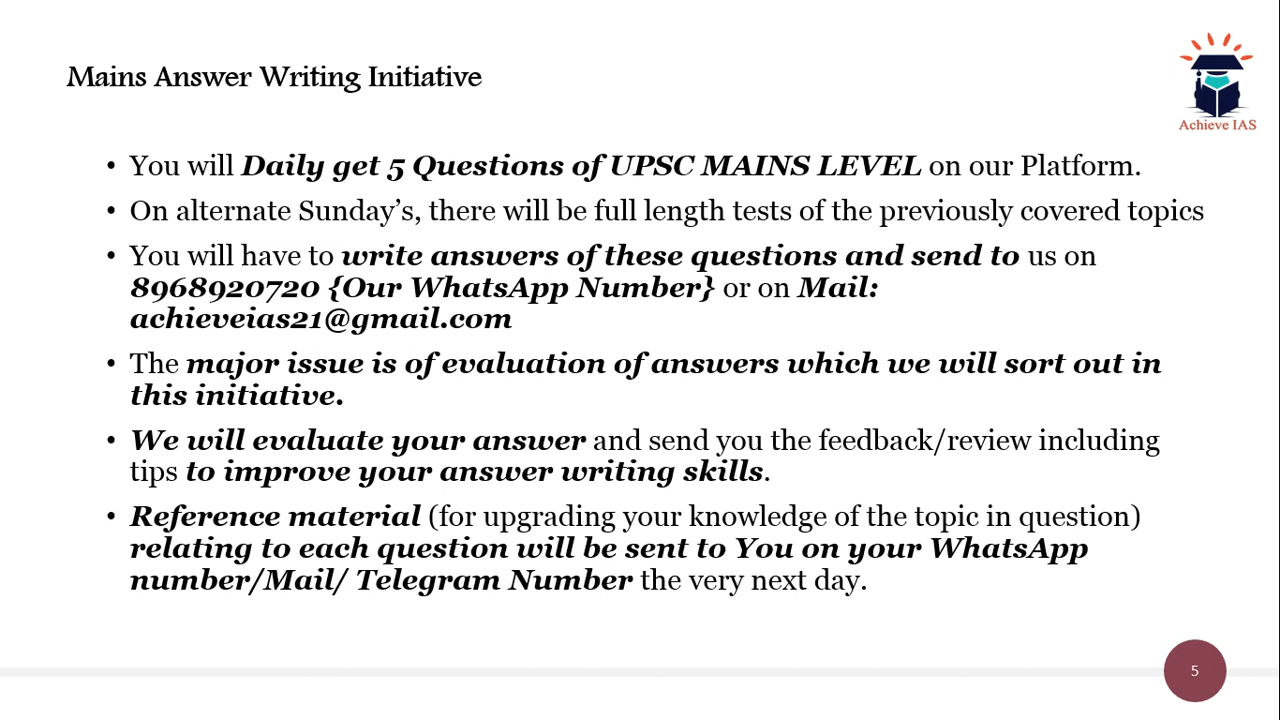 Mains Answer Writing Initiative
Achieve IAS
• You will Daily get 5 Questions of UPSC MAINS LEVEL on our Platform.
• On alternate Sunday’s, there will be full length tests of the previously covered topics
• You will have to write answers of these questions and send to us on
8968920720 {Our WhatsApp Number} or on Mail:
achieveias21@gmail.com
• The major issue is of evaluation of answers which we will sort out in
this initiative.
• We will evaluate your answer and send you the feedback/review including
tips to improve your answer writing skills.
• Reference material (for upgrading your knowledge of the topic in question)
relating to each question will be sent to You on your WhatsApp
number/Mail/ Telegram Number the very next day.
5